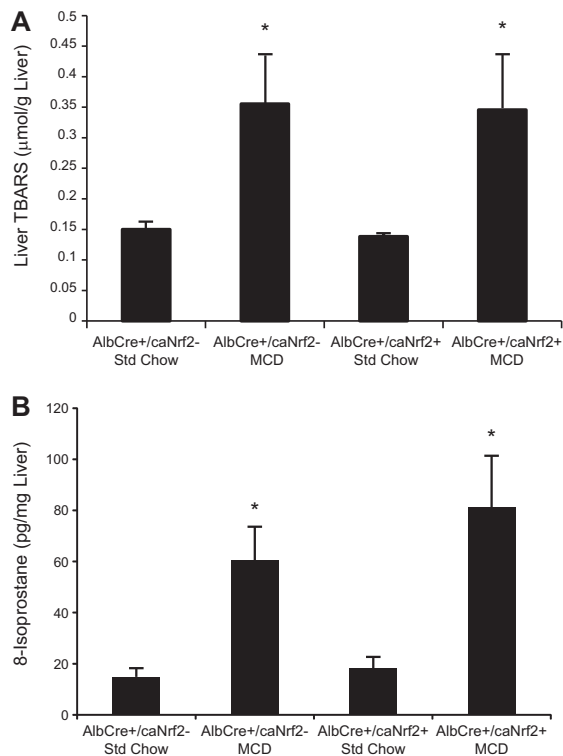 A
Liver TBARS (μmol/g Liver)
0.5
0.45
0.4
0.35
0.3
0.25
0.2
0.15
0.1
0.05
0
*
*
AlbCre+/caNrf2-
Std Chow
AlbCre+/caNrf2-
MCD
AlbCre+/caNrf2+
Std Chow
AlbCre+/caNrf2+
MCD
B
8-Isoprostane (pg/mg Liver)
120
100
80
60
40
20
0
*
*
AlbCre+/caNrf2-
Std Chow
AlbCre+/caNrf2-
MCD
AlbCre+/caNrf2+
Std Chow
AlbCre+/caNrf2+
MCD